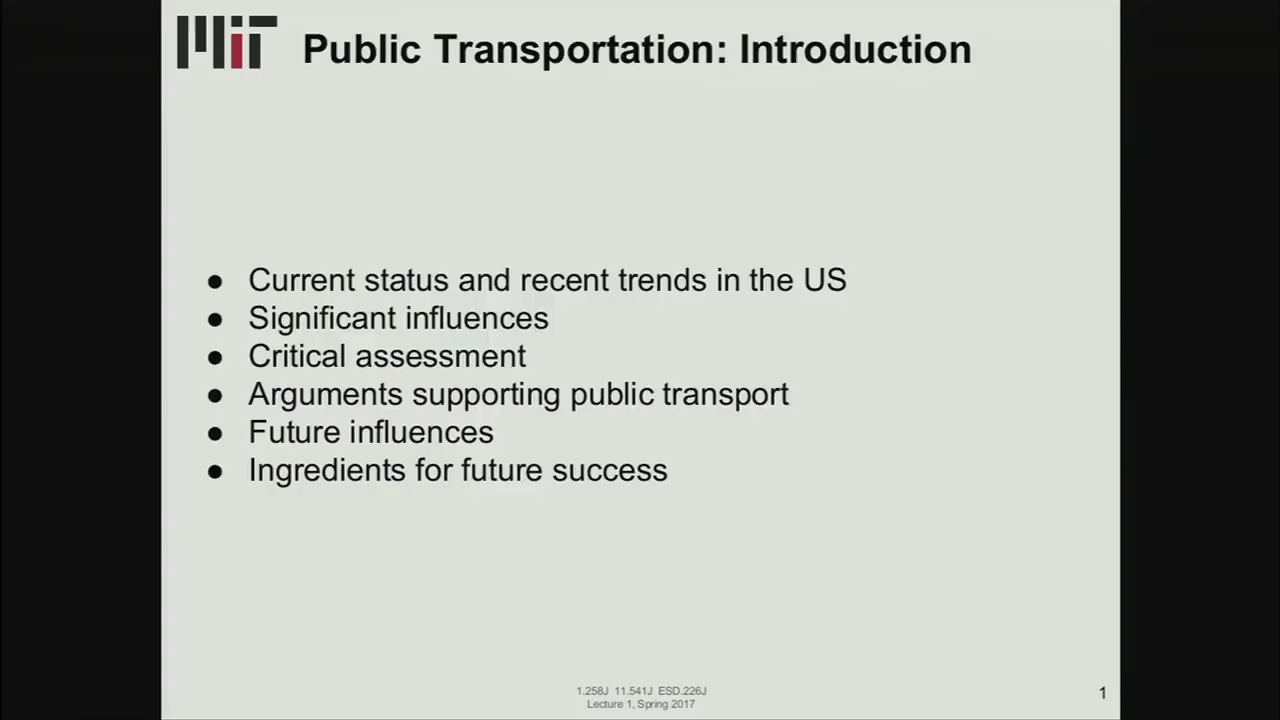 MIT
Public Transportation: Introduction
● Current status and recent trends in the US
● Significant influences
● Critical assessment
● Arguments supporting public transport
● Future influences
● Ingredients for future success
1.258J 11.541J ESD.226J
Lecture 1, Spring 2017
1